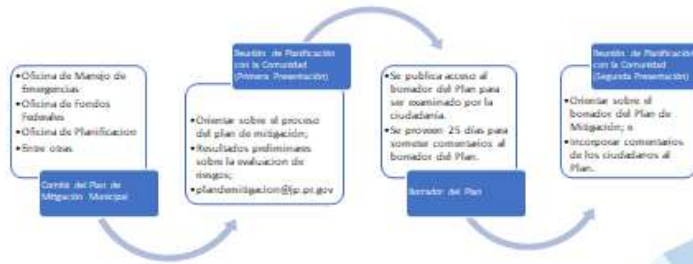 •Oficina de Manejo de
Emergencias
•Oficina de Fondos
Federales
•Oficina de Planificacion
•Entre otras
Comité del Plan de
Mitigación Municipal
Reunión de Planificación
con la Comunidad
(Primera Presentación)
•Orientar sobre el proceso
del plan de mitigación;
•Resultados preliminares
sobre la evaluacion de
riesgos;
•plandemitigacion@jp.pr.gov
•Se publica acceso al
borrador del Plan para
ser examinado por la
ciudadanía.
•Se proveen 25 días para
someter comentarios al
borrador del Plan.
Borrador del Plan
Reunión de Planificación
con la Comunidad
(Segunda Presentación)
•Orientar sobre el
borrador del Plan de
Mitigación; e
•Incorporar comentarios
de los ciudadanos al
Plan.